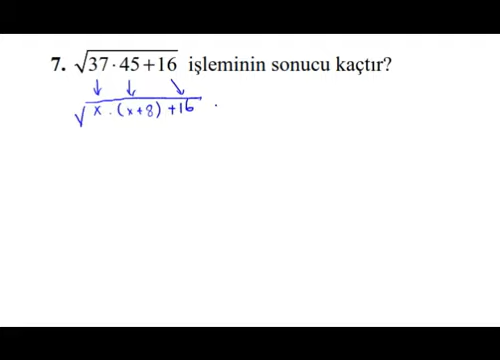 7. √37 · 45 + 16 işleminin sonucu kaçtır?
√x · (x+8) + 16